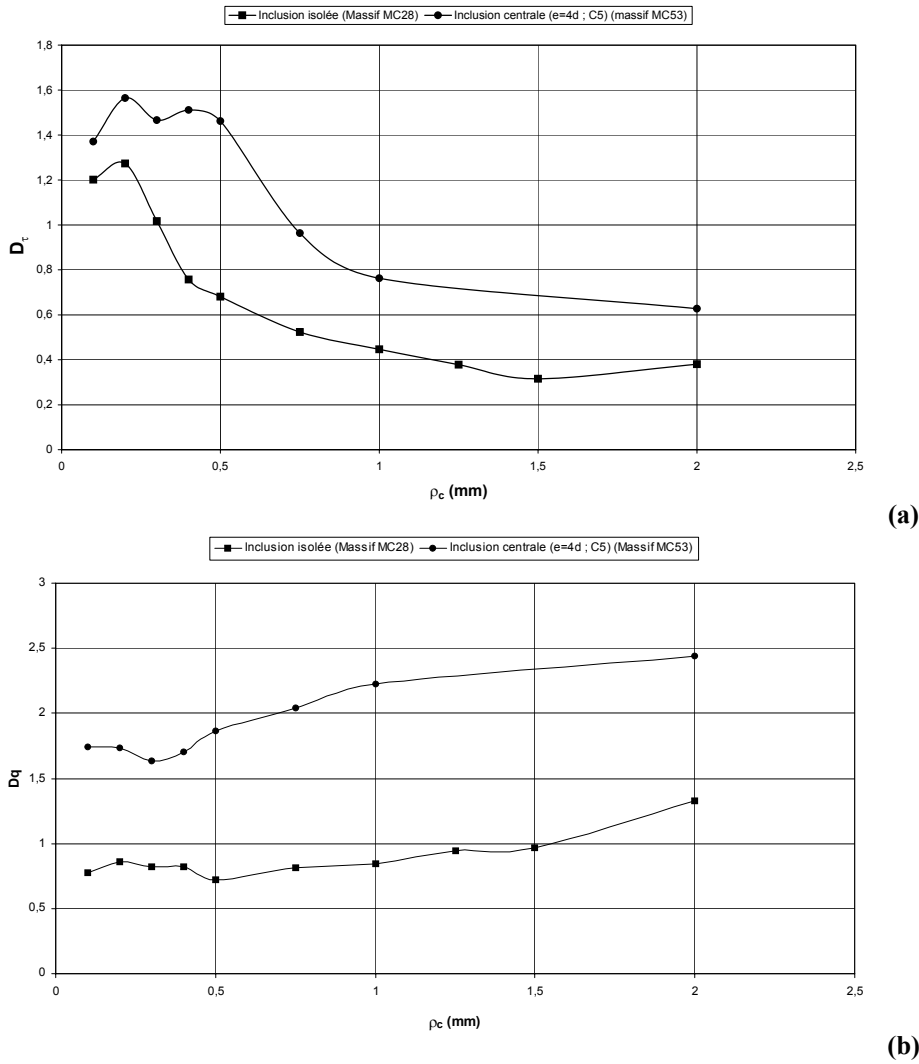 Inclusion isolée (Massif MC28) Inclusion centrale (e=4d ; C5) (massif MC53)
1,8
1,6
1,4
1,2
1
0,8
0,6
0,4
0,2
0
Dτ
0 0,5 1 1,5 2 2,5
ρc (mm)
(a)
Inclusion isolée (Massif MC28) Inclusion centrale (e=4d ; C5) (Massif MC53)
3
2,5
2
1,5
1
0,5
0
Dq
0 0,5 1 1,5 2 2,5
ρc (mm)
(b)